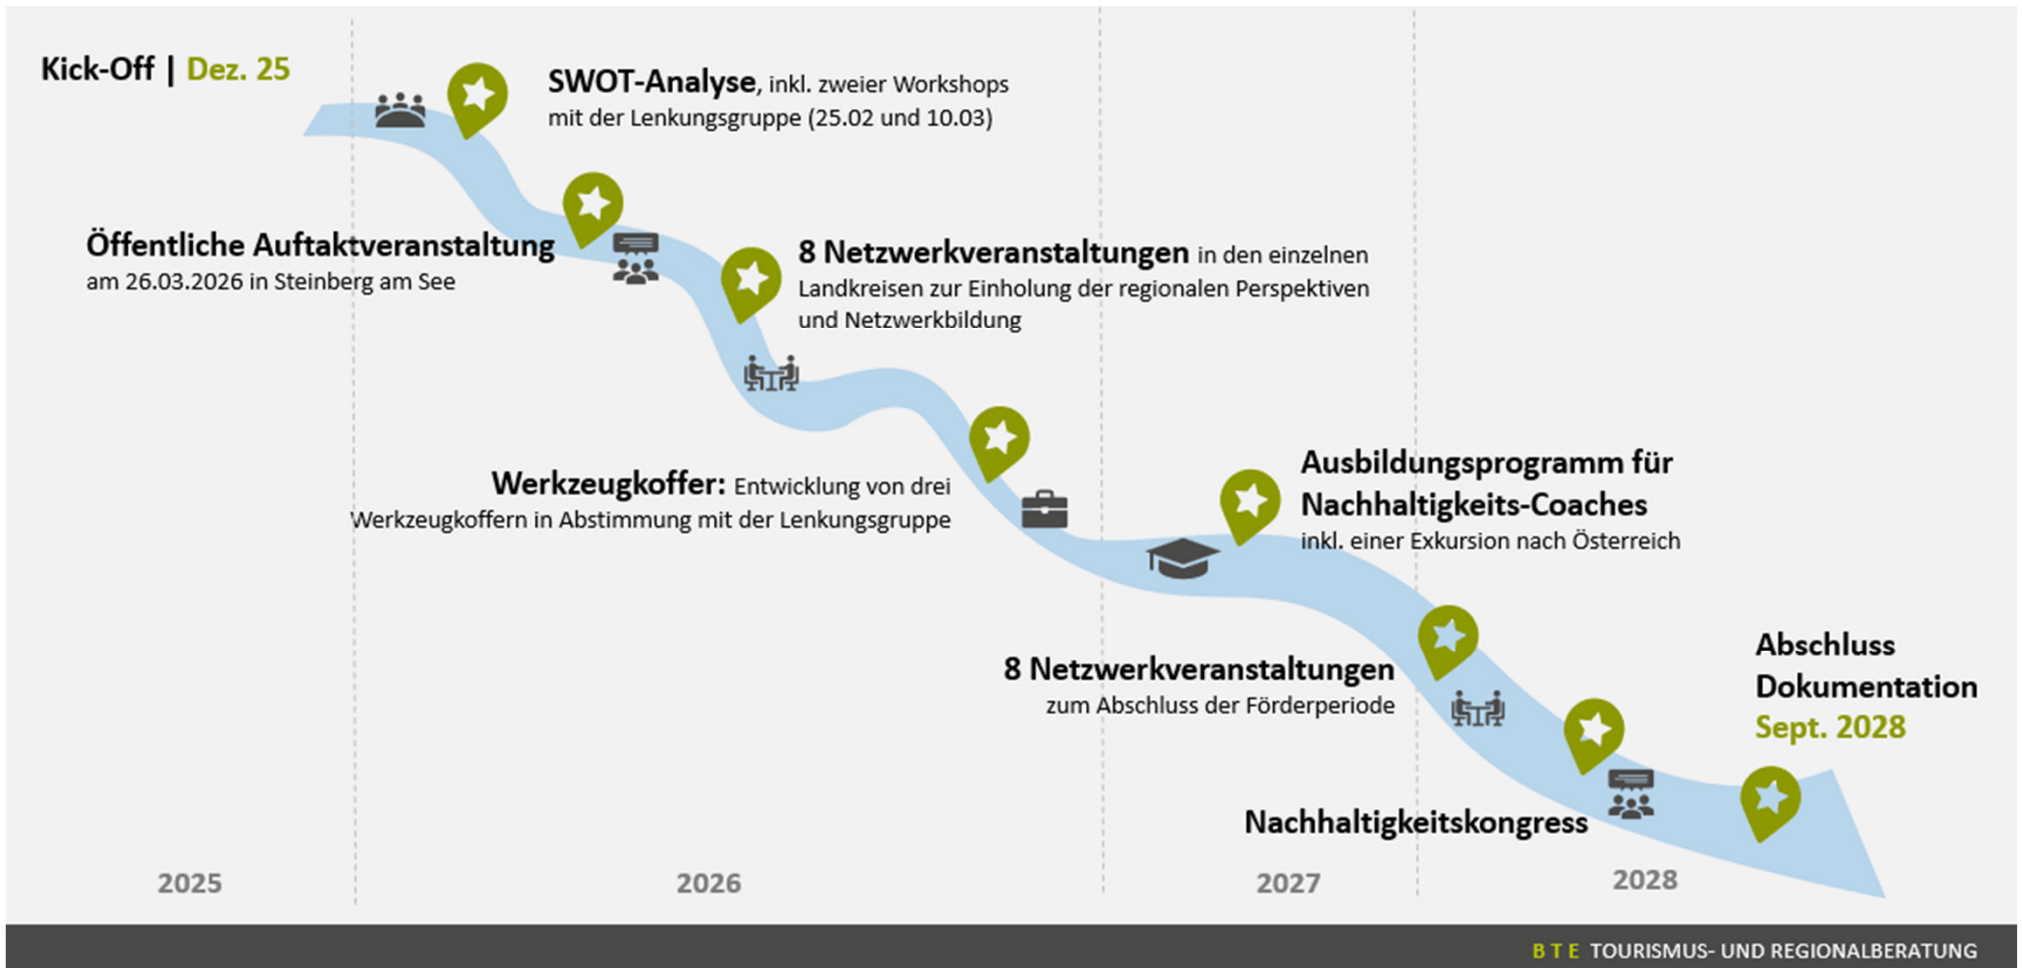 Kick-Off | Dez. 25
SWOT-Analyse, inkl. zweier Workshops
mit der Lenkungsgruppe (25.02 und 10.03)
Öffentliche Auftaktveranstaltung
am 26.03.2026 in Steinberg am See
8 Netzwerkveranstaltungen in den einzelnen
Landkreisen zur Einholung der regionalen Perspektiven
und Netzwerkbildung
Werkzeugkoffer: Entwicklung von drei
Werkzeugkoffern in Abstimmung mit der Lenkungsgruppe
Ausbildungsprogramm für
Nachhaltigkeits-Coaches
inkl. einer Exkursion nach Österreich
8 Netzwerkveranstaltungen
zum Abschluss der Förderperiode
Abschluss
Dokumentation
Sept. 2028
Nachhaltigkeitskongress
2025
2026
2027
2028
BTE TOURISMUS- UND REGIONALBERATUNG